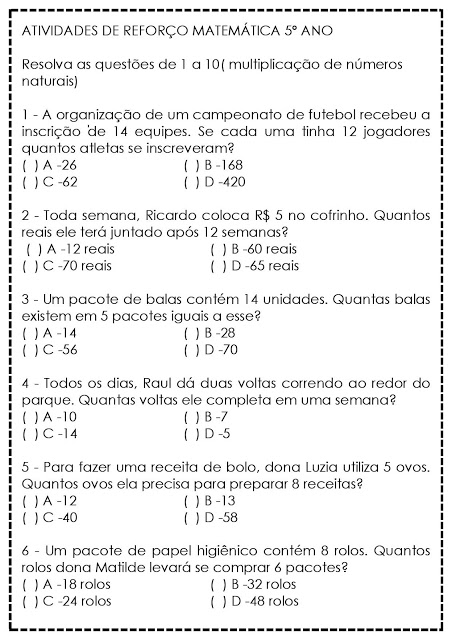 ATIVIDADES DE REFORÇO MATEMÁTICA 5º ANO
Resolva as questões de 1 a 10( multiplicação de números
naturais)
1 - A organização de um campeonato de futebol recebeu a
inscrição de 14 equipes. Se cada uma tinha 12 jogadores
quantos atletas se inscreveram?
( ) A -26 ( ) B -168
( ) C -62 ( ) D -420
2 - Toda semana, Ricardo coloca R$ 5 no cofrinho. Quantos
reais ele terá juntado após 12 semanas?
( ) A -12 reais ( ) B -60 reais
( ) C -70 reais ( ) D -65 reais
3 - Um pacote de balas contém 14 unidades. Quantas balas
existem em 5 pacotes iguais a esse?
( ) A -14 ( ) B -28
( ) C -56 ( ) D -70
4 - Todos os dias, Raul dá duas voltas correndo ao redor do
parque. Quantas voltas ele completa em uma semana?
( ) A -10 ( ) B -7
( ) C -14 ( ) D -5
5 - Para fazer uma receita de bolo, dona Luzia utiliza 5 ovos.
Quantos ovos ela precisa para preparar 8 receitas?
( ) A -12 ( ) B -13
( ) C -40 ( ) D -58
6 - Um pacote de papel higiênico contém 8 rolos. Quantos
rolos dona Matilde levará se comprar 6 pacotes?
( ) A -18 rolos ( ) B -32 rolos
( ) C -24 rolos ( ) D -48 rolos